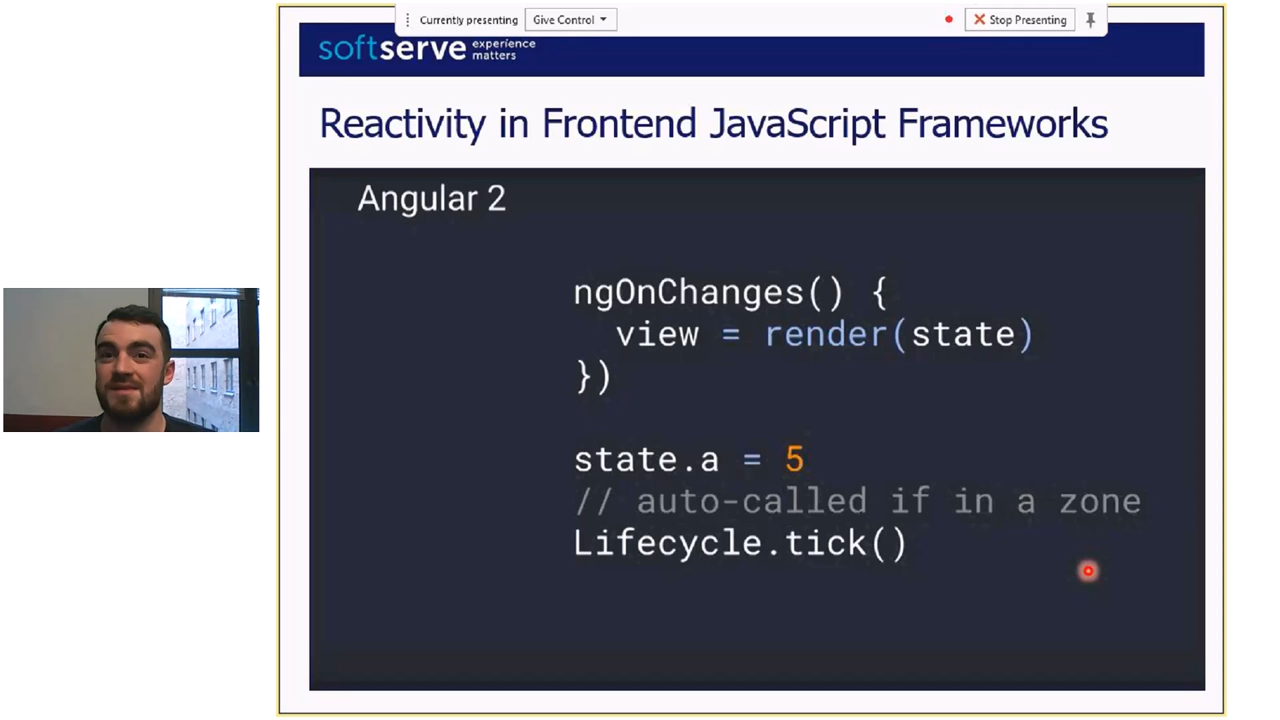 Currently presenting Give Control Stop Presenting
softserve experience matters
Reactivity in Frontend JavaScript Frameworks
Angular 2
ngOnChanges() {
view = render(state)
})
state.a = 5
// auto-called if in a zone
Lifecycle.tick()